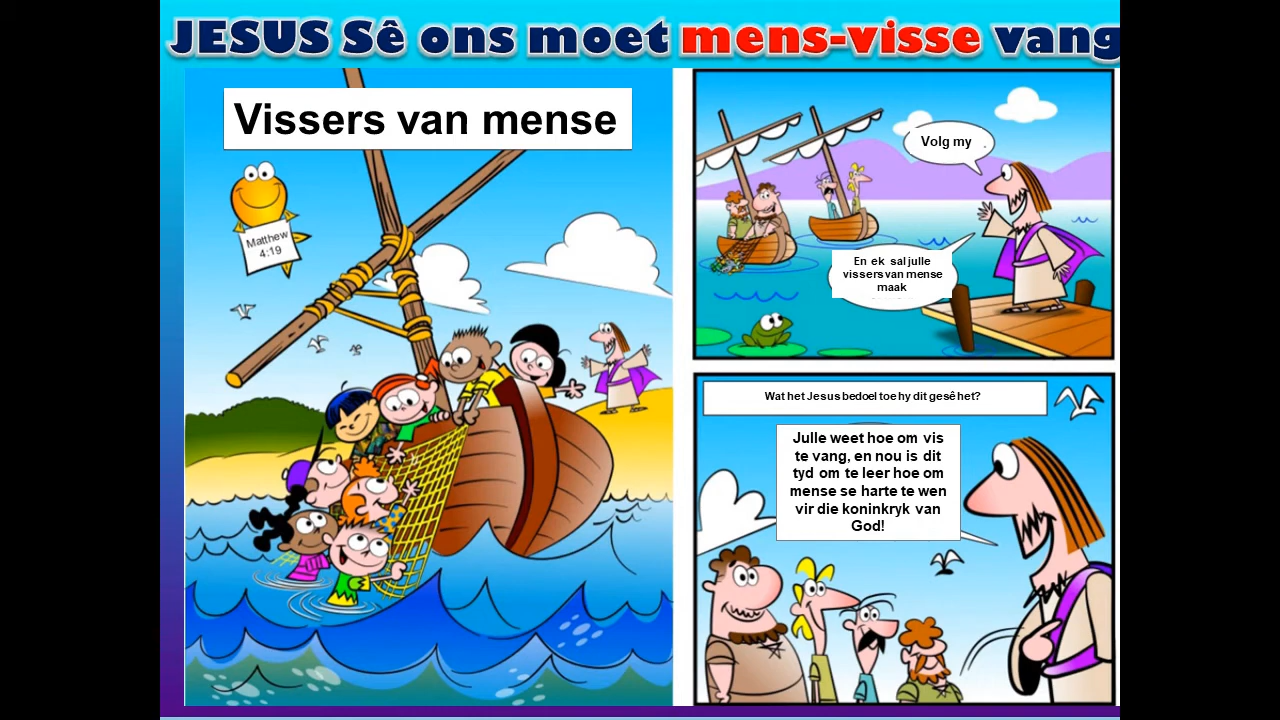 JESUS Sê ons moet mens-visse vang
Vissers van mense
Matthew
4:19
Volg my
En ek sal julle
vissers van mense
maak
Wat het Jesus bedoel toe hy dit gesê het?
Julle weet hoe om vis
te vang, en nou is dit
tyd om te leer hoe om
mense se harte te wen
vir die koninkryk van
God!